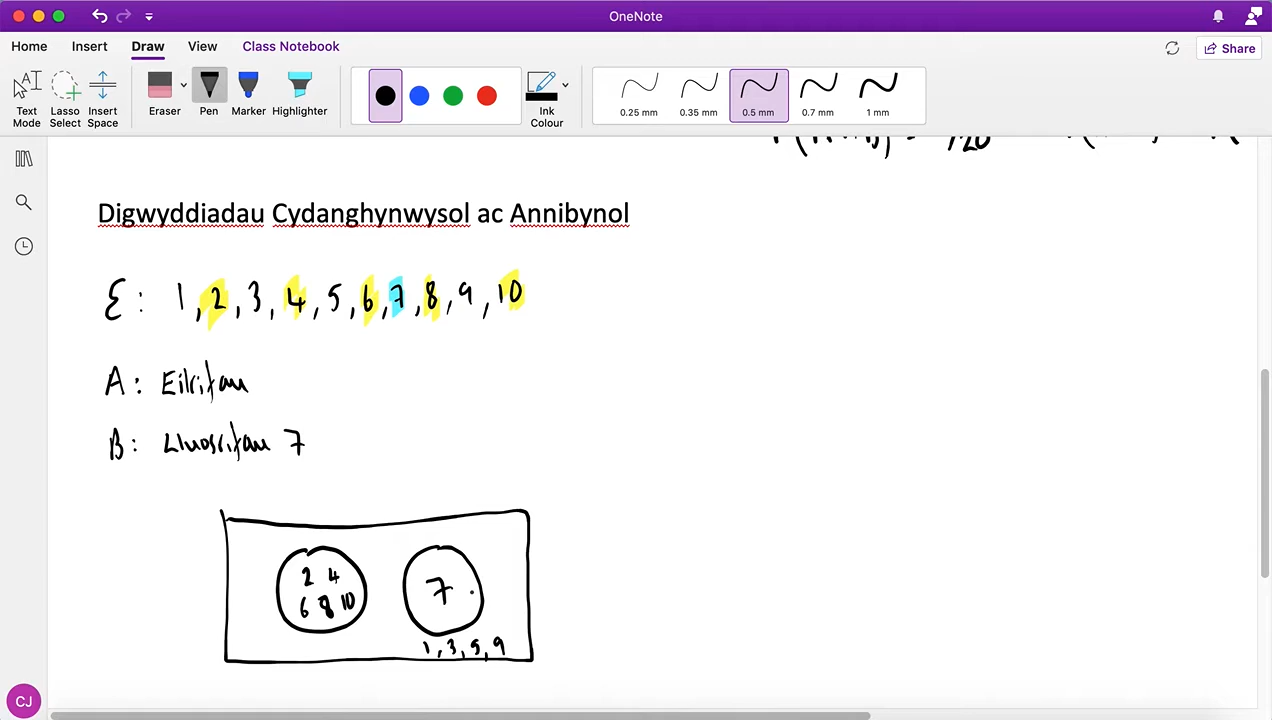 OneNote
Home Insert Draw View Class Notebook
Share
Text Mode
Lasso Select
Insert Space
Eraser
Pen
Marker
Highlighter
Ink Colour
0.25 mm
0.35 mm
0.5 mm
0.7 mm
1 mm
Digwyddiadau Cydanghynwysol ac Annibynol
ℰ: 1, 2, 3, 4, 5, 6, 7, 8, 9, 10
A: Eilrifau
B: Lluosrifau 7
2 4
6 8 10
7
1, 3, 5, 9
CJ